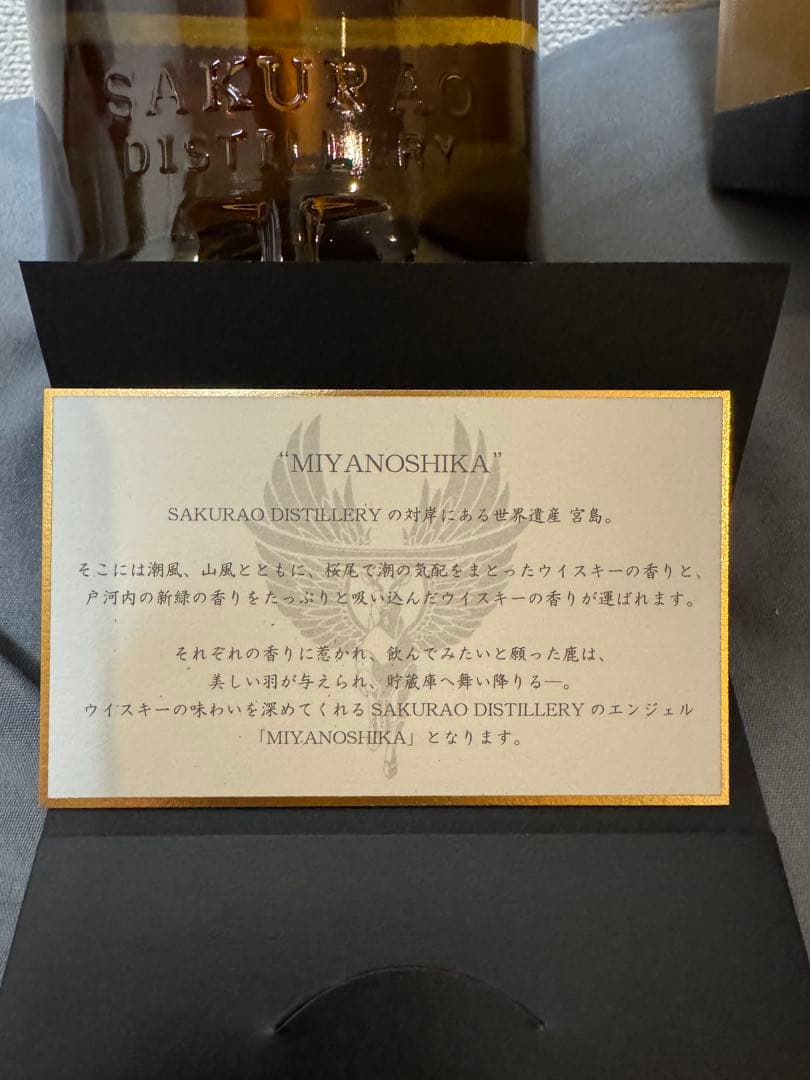 SAKURAO
DISTILLERY
“MIYANOSHIKA”
SAKURAO DISTILLERY の対岸にある世界遺産 宮島。
そこには潮風、山風とともに、桜尾で潮の気配をまとったウイスキーの香りと、
戸河内の新緑の香りをたっぷりと吸い込んだウイスキーの香りが運ばれます。
それぞれの香りに惹かれ、飲んでみたいと願った鹿は、
美しい羽が与えられ、貯蔵庫へ舞い降りる―。
ウイスキーの味わいを深めてくれる SAKURAO DISTILLERY のエンジェル
「MIYANOSHIKA」となります。